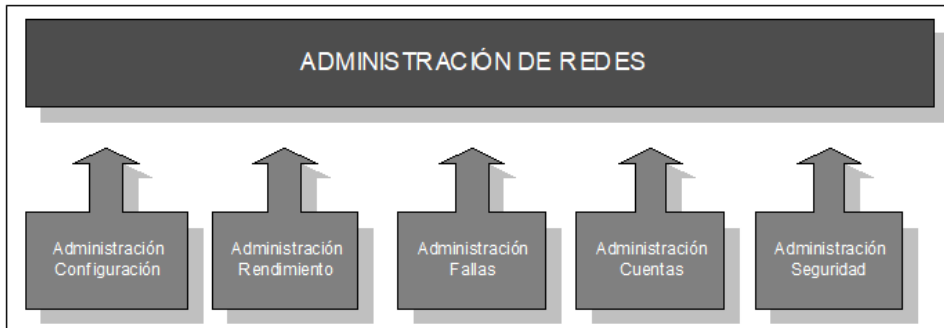 ADMINISTRACIÓN DE REDES
Administración
Configuración
Administración
Rendimiento
Administración
Fallas
Administración
Cuentas
Administración
Seguridad